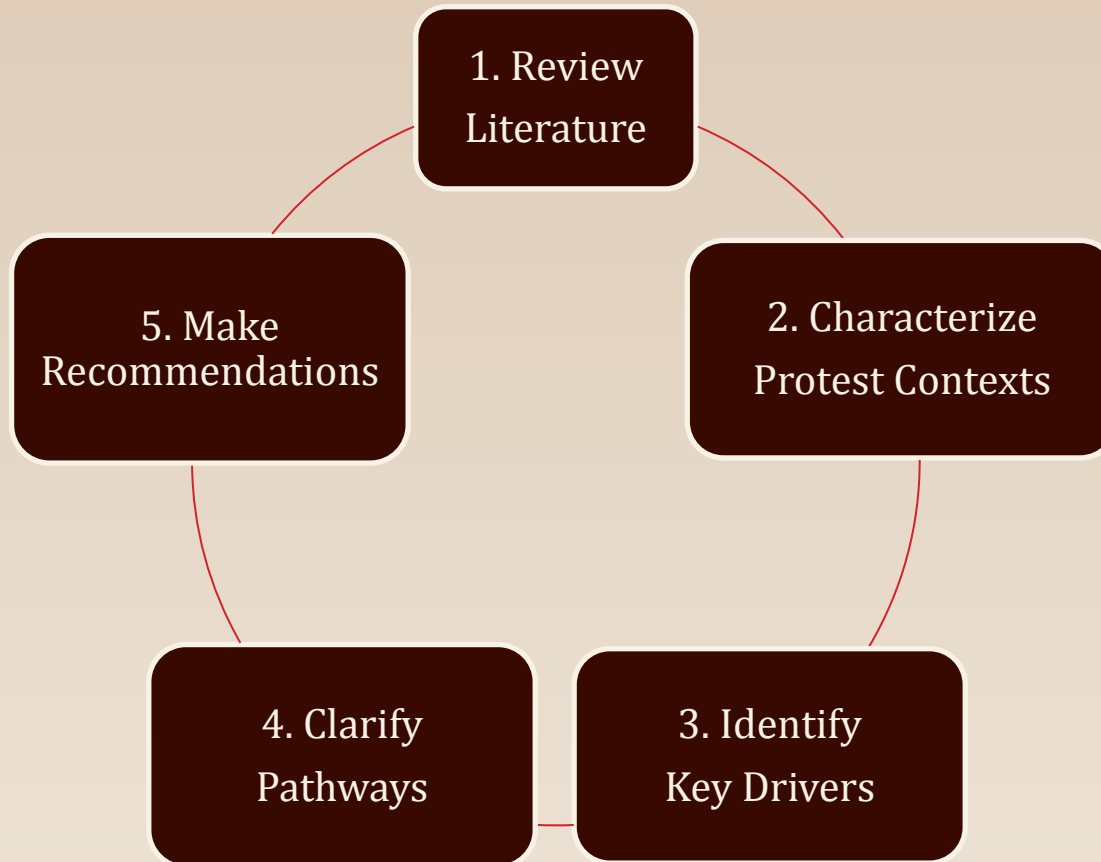 1. Review
Literature
2. Characterize
Protest Contexts
3. Identify
Key Drivers
4. Clarify
Pathways
5. Make
Recommendations